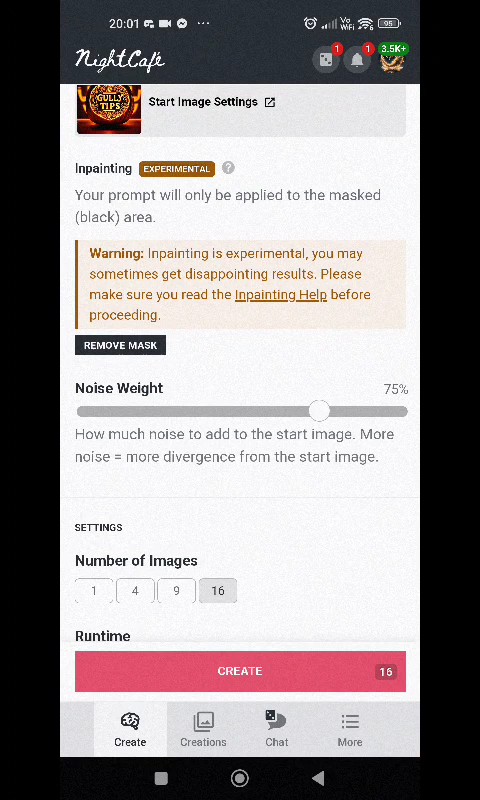 20:01
Vo
WiFi
6
95
NightCafé
1
1
3.5K+
GULLY
TIPS
Start Image Settings
Inpainting EXPERIMENTAL ?
Your prompt will only be applied to the masked
(black) area.
Warning: Inpainting is experimental, you may
sometimes get disappointing results. Please
make sure you read the Inpainting Help before
proceeding.
REMOVE MASK
Noise Weight 75%
How much noise to add to the start image. More
noise = more divergence from the start image.
SETTINGS
Number of Images
1 4 9 16
Runtime
CREATE 16
Create Creations Chat More